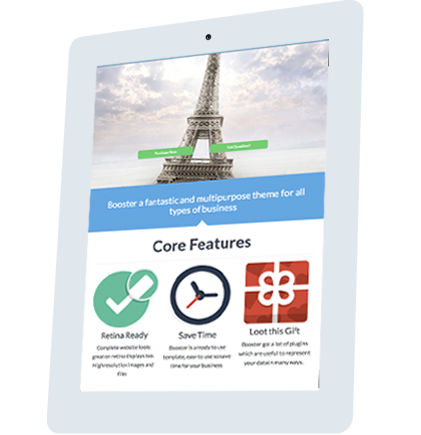 Purchase Now
Got Question?
Booster a fantastic and multipurpose theme for all
types of business
Core Features
Retina Ready
Save Time
Loot this Gift
Complete website looks
great on retina displays too.
High resolution images and
files
Booster is a ready to use
template, easy to use so save
time for your business
Booster got a lot of plugins
which are useful to represent
your data in many ways.